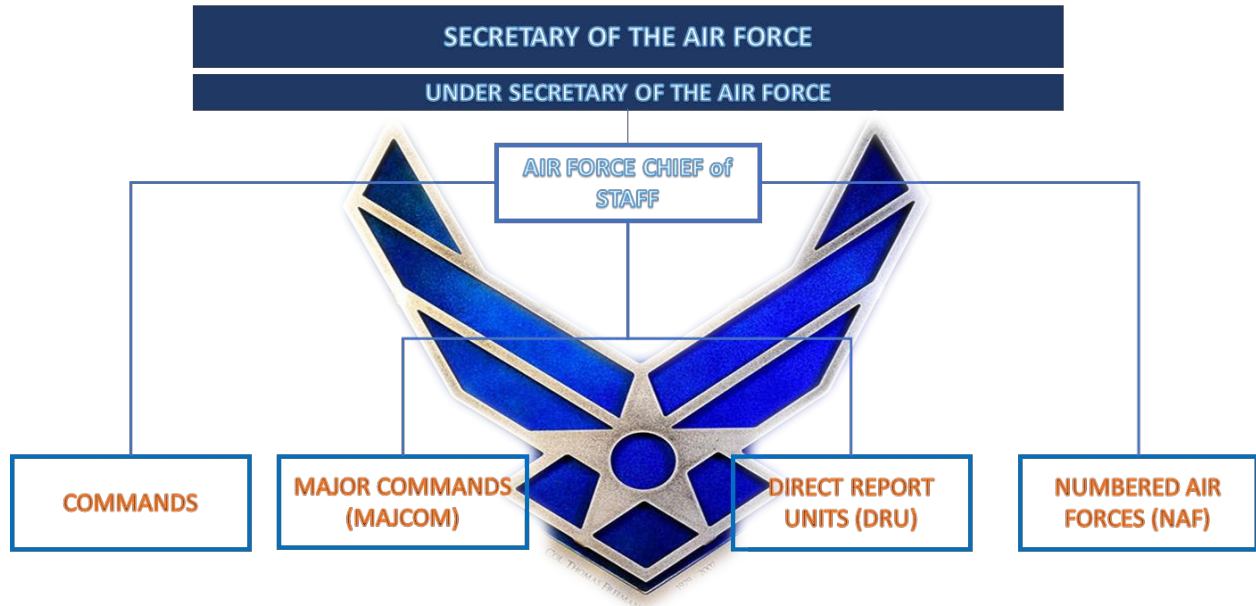 SECRETARY OF THE AIR FORCE
UNDER SECRETARY OF THE AIR FORCE
AIR FORCE CHIEF of
STAFF
COMMANDS
MAJOR COMMANDS
(MAJCOM)
DIRECT REPORT
UNITS (DRU)
NUMBERED AIR
FORCES (NAF)
THOMAS